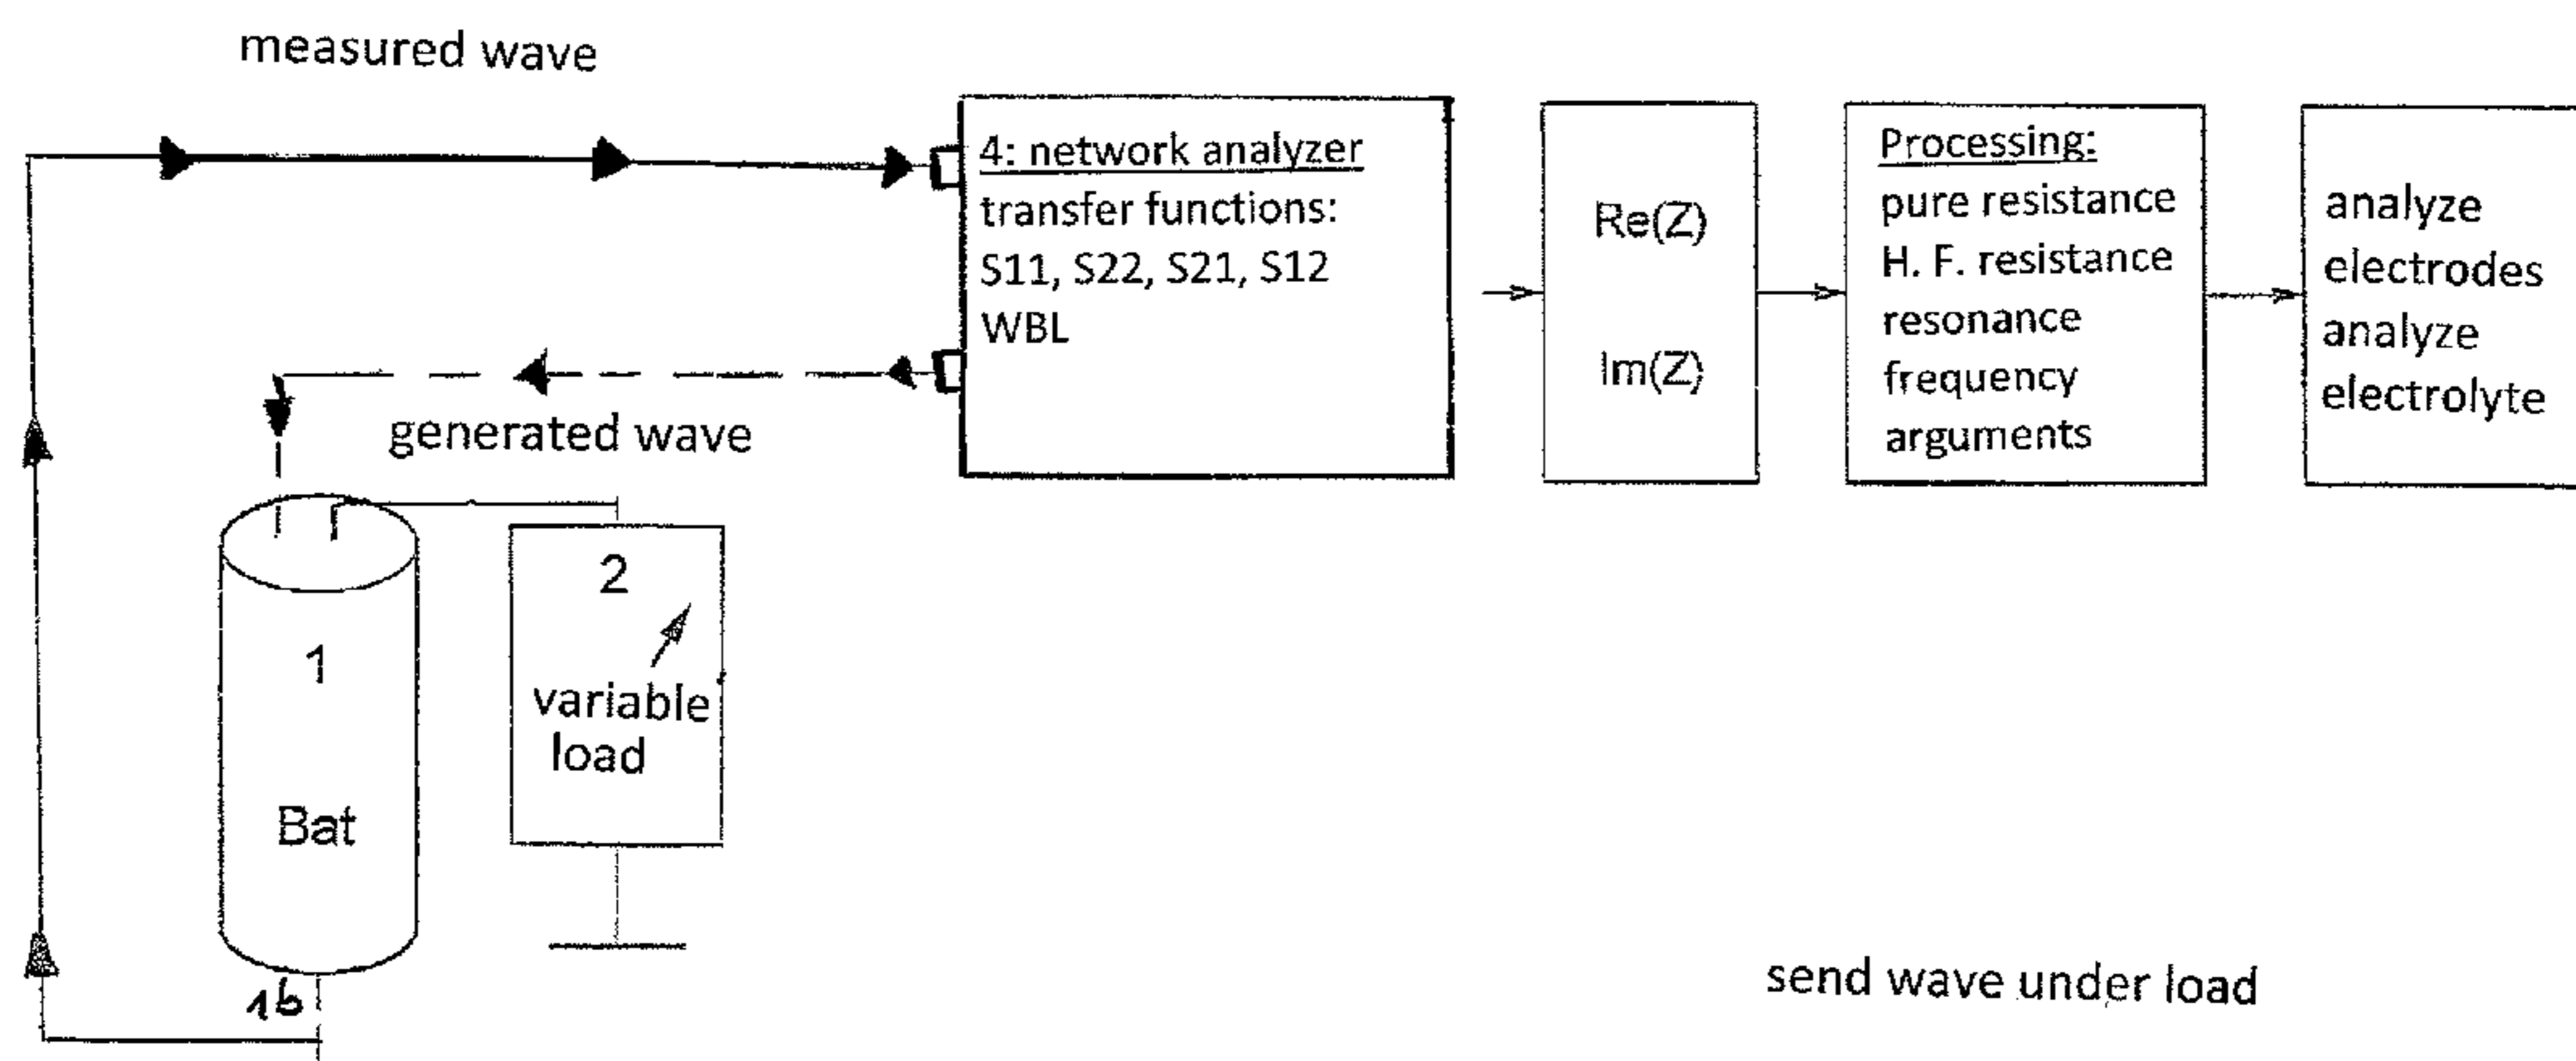 measured wave
4: network analyzer
transfer functions:
S11, S22, S21, S12
WBL
Re(Z)
Im(Z)
Processing:
pure resistance
H. F. resistance
resonance
frequency
arguments
analyze
electrodes
analyze
electrolyte
generated wave
1
Bat
2
variable
load
1b
send wave under load